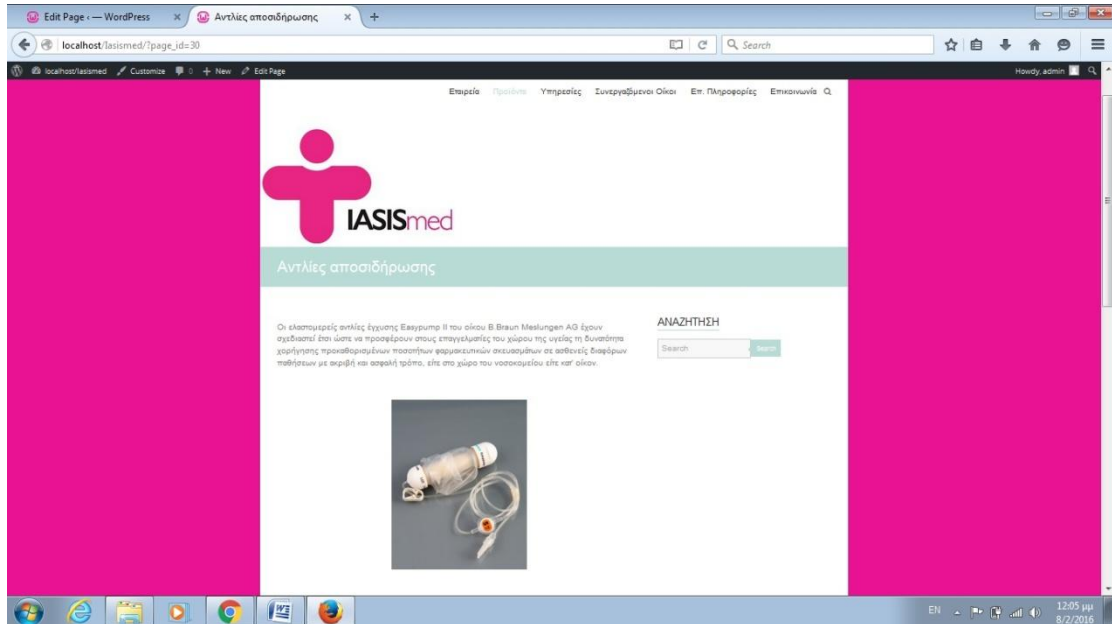 Edit Page ‹ — WordPress
Αντλίες αποσιδήρωσης
localhost/Iasismed/?page_id=30
Search
localhost/Iasismed Customize 0 New Edit Page
Howdy, admin
Εταιρεία Προϊόντα Υπηρεσίες Συνεργαζόμενοι Οίκοι Επ. Πληροφορίες Επικοινωνία
IASISmed
Αντλίες αποσιδήρωσης
Οι ελαστομερείς αντλίες έγχυσης Easypump II του οίκου B.Braun Meslungen AG έχουν
σχεδιαστεί έτσι ώστε να προσφέρουν στους επαγγελματίες του χώρου της υγείας τη δυνατότητα
χορήγησης προκαθορισμένων ποσοτήτων φαρμακευτικών σκευασμάτων σε ασθενείς διαφόρων
παθήσεων με ακριβή και ασφαλή τρόπο, είτε στο χώρο του νοσοκομείου είτε κατ' οίκον.
ΑΝΑΖΗΤΗΣΗ
Search
Search
EN
12:05 μμ
8/2/2016